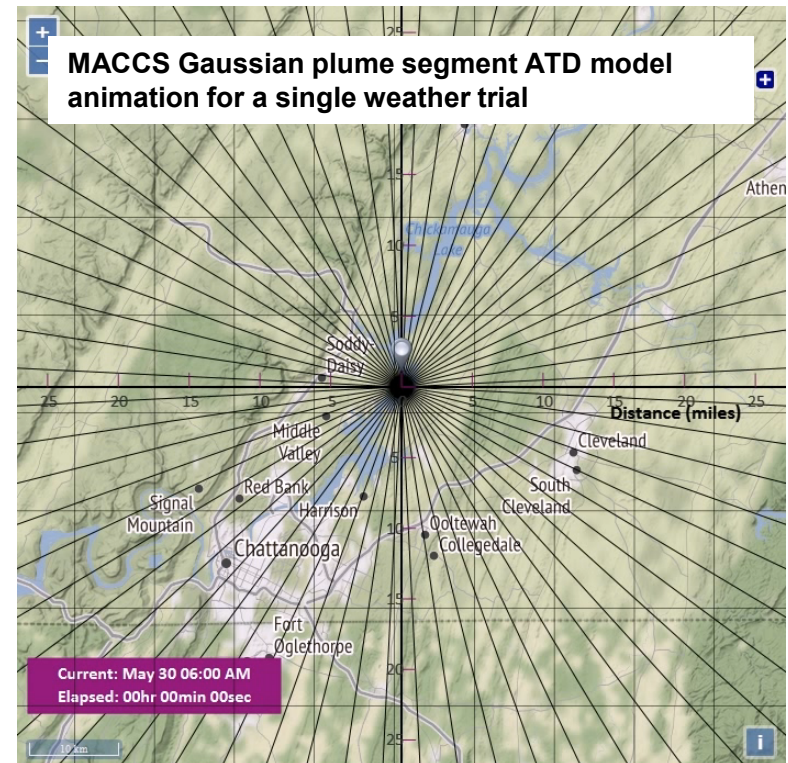 +
−
25
MACCS Gaussian plume segment ATD model
animation for a single weather trial
+
15
Athen
10
Chickamauga
Lake
5
Soddy-
Daisy
25 20 15 10 5 5 10 15 20 25
Distance (miles)
Middle
Valley
Cleveland
5
South
Cleveland
Red Bank
Signal
Mountain
Harrison
10
Ooltewah
Collegedale
Chattanooga
15
Fort
Oglethorpe
20
Current: May 30 06:00 AM
Elapsed: 00hr 00min 00sec
25
10 km
i